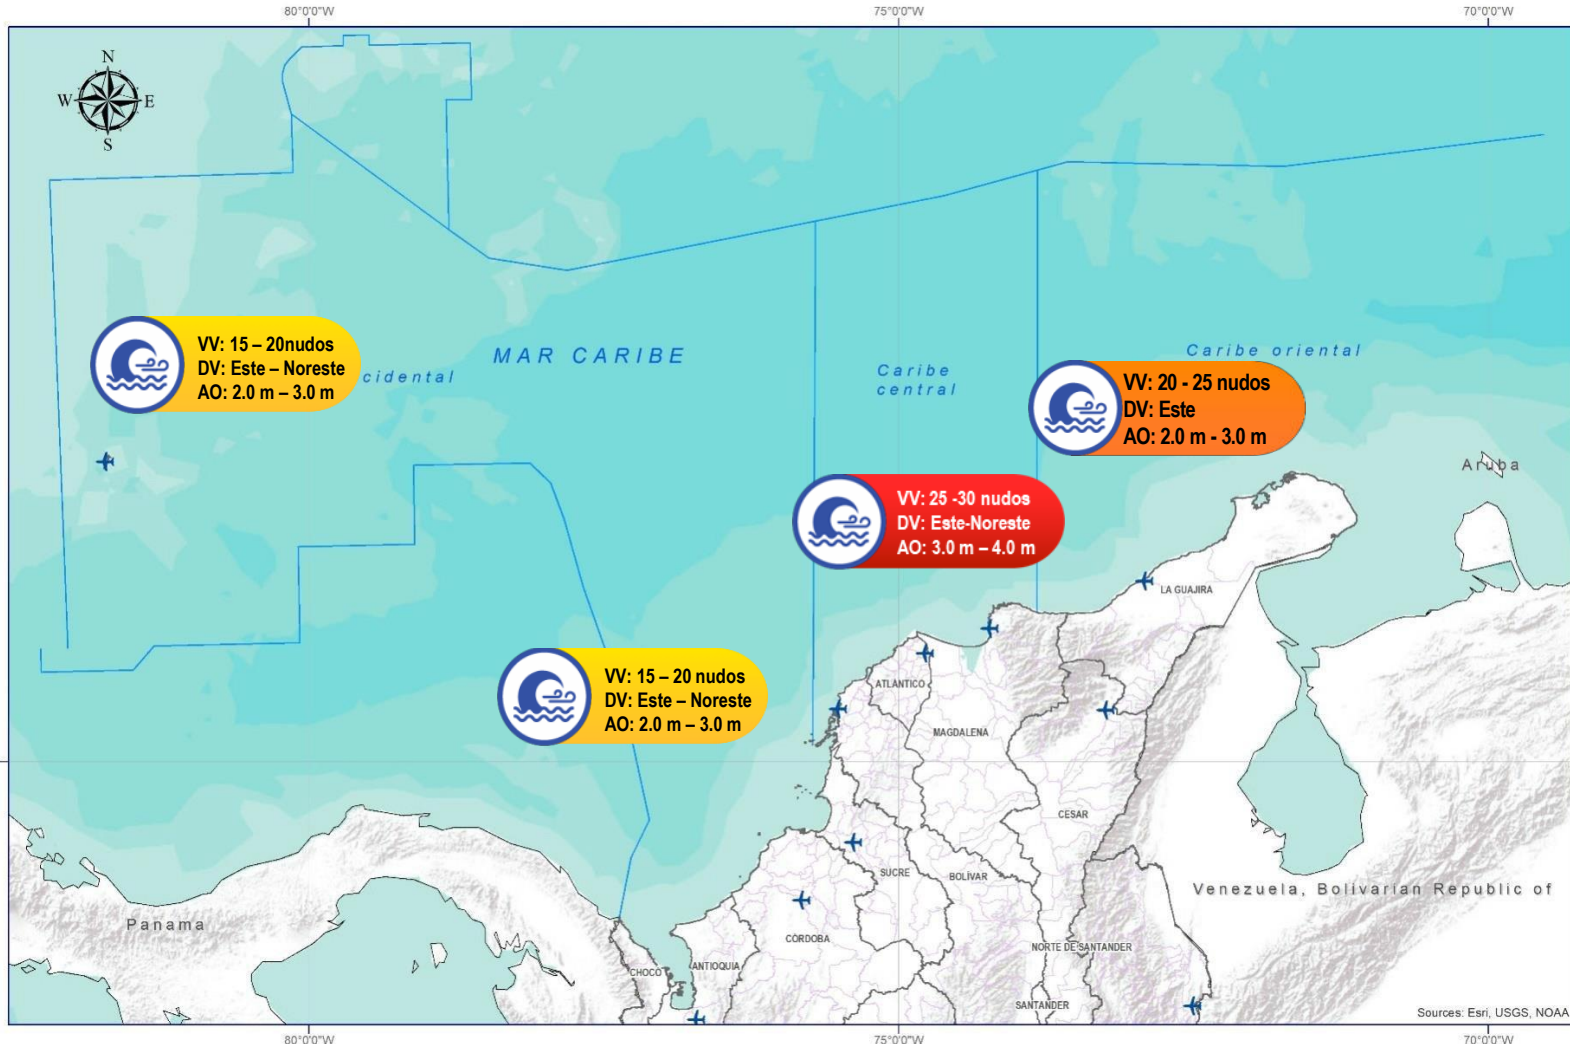 80°0'0"W
75°0'0"W
70°0'0"W
N
W
E
S
VV: 15 – 20nudos
DV: Este – Noreste
AO: 2.0 m – 3.0 m
cidental
MAR CARIBE
Caribe
central
Caribe oriental
VV: 20 - 25 nudos
DV: Este
AO: 2.0 m - 3.0 m
Aruba
VV: 25 -30 nudos
DV: Este-Noreste
AO: 3.0 m – 4.0 m
LA GUAJIRA
VV: 15 – 20 nudos
DV: Este – Noreste
AO: 2.0 m – 3.0 m
ATLANTICO
MAGDALENA
CESAR
SUCRE
BOLÍVAR
Venezuela, Bolivarian Republic of
Panama
CÓRDOBA
NORTE DE SANTANDER
CHOCO
ANTIOQUIA
SANTANDER
Sources: Esri, USGS, NOAA
80°0'0"W
75°0'0"W
70°0'0"W